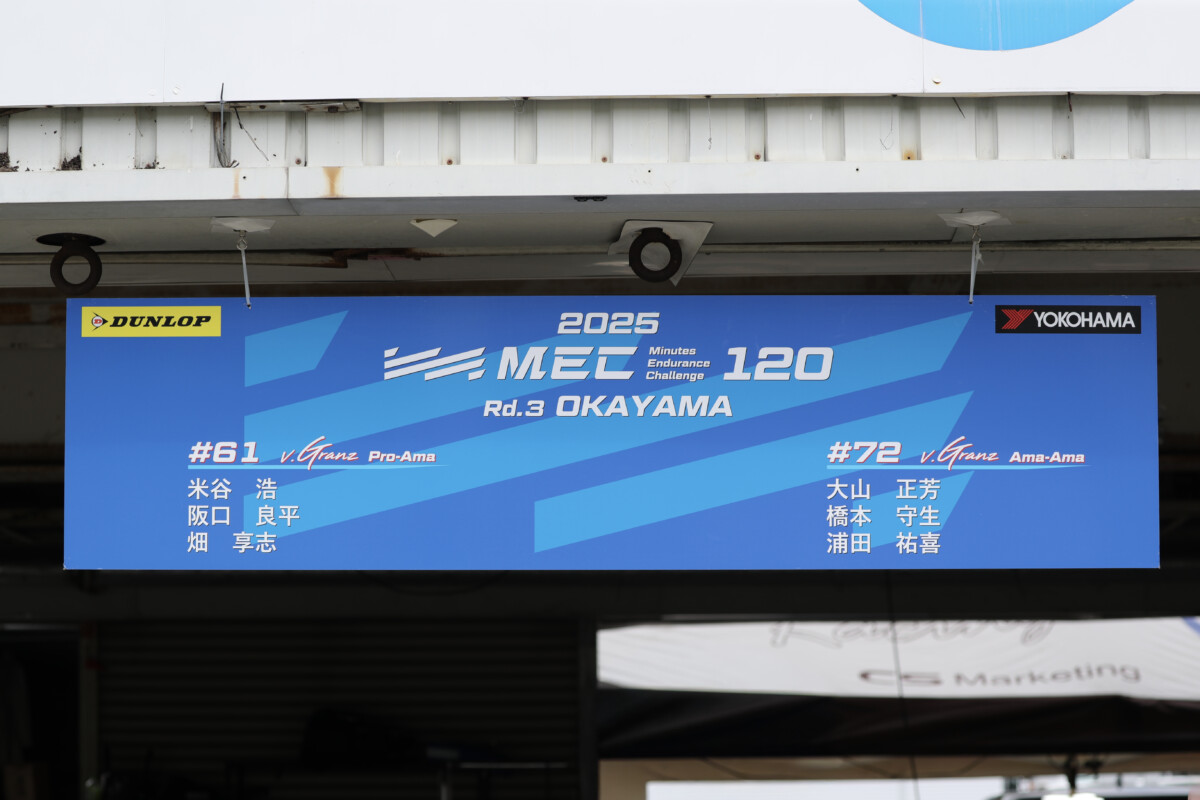 DUNLOP
YOKOHAMA
2025
MEC Minutes Endurance Challenge 120
Rd.3 OKAYAMA
#61 v.Granz Pro-Ama
米谷 浩
阪口 良平
畑 享志
#72 v.Granz Ama-Ama
大山 正芳
橋本 守生
浦田 祐喜
CS Marketing